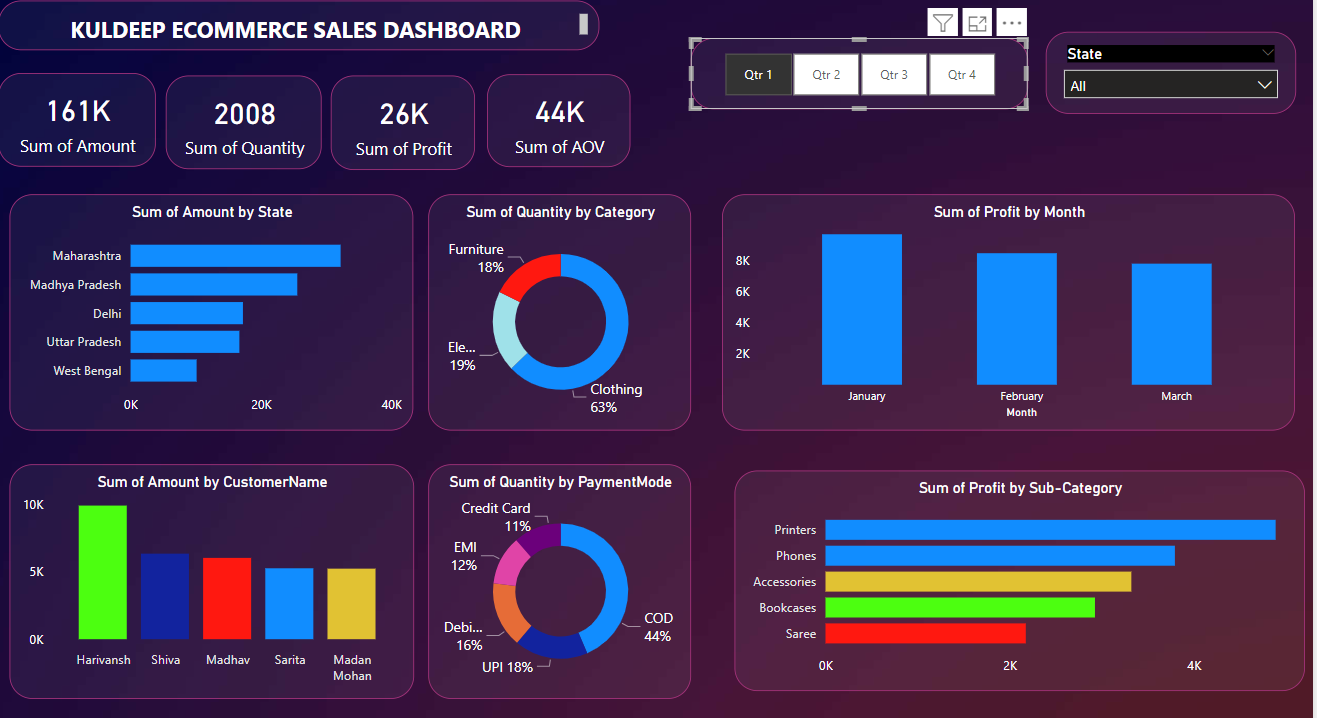 KULDEEP ECOMMERCE SALES DASHBOARD
Qtr 1
Qtr 2
Qtr 3
Qtr 4
State
All
161K
Sum of Amount
2008
Sum of Quantity
26K
Sum of Profit
44K
Sum of AOV
Sum of Amount by State
Maharashtra
Madhya Pradesh
Delhi
Uttar Pradesh
West Bengal
0K
20K
40K
Sum of Quantity by Category
Furniture
18%
Ele...
19%
Clothing
63%
Sum of Profit by Month
8K
6K
4K
2K
January
February
March
Month
Sum of Amount by CustomerName
10K
5K
0K
Harivansh
Shiva
Madhav
Sarita
Madan
Mohan
Sum of Quantity by PaymentMode
Credit Card
11%
EMI
12%
Debi...
16%
UPI 18%
COD
44%
Sum of Profit by Sub-Category
Printers
Phones
Accessories
Bookcases
Saree
0K
2K
4K